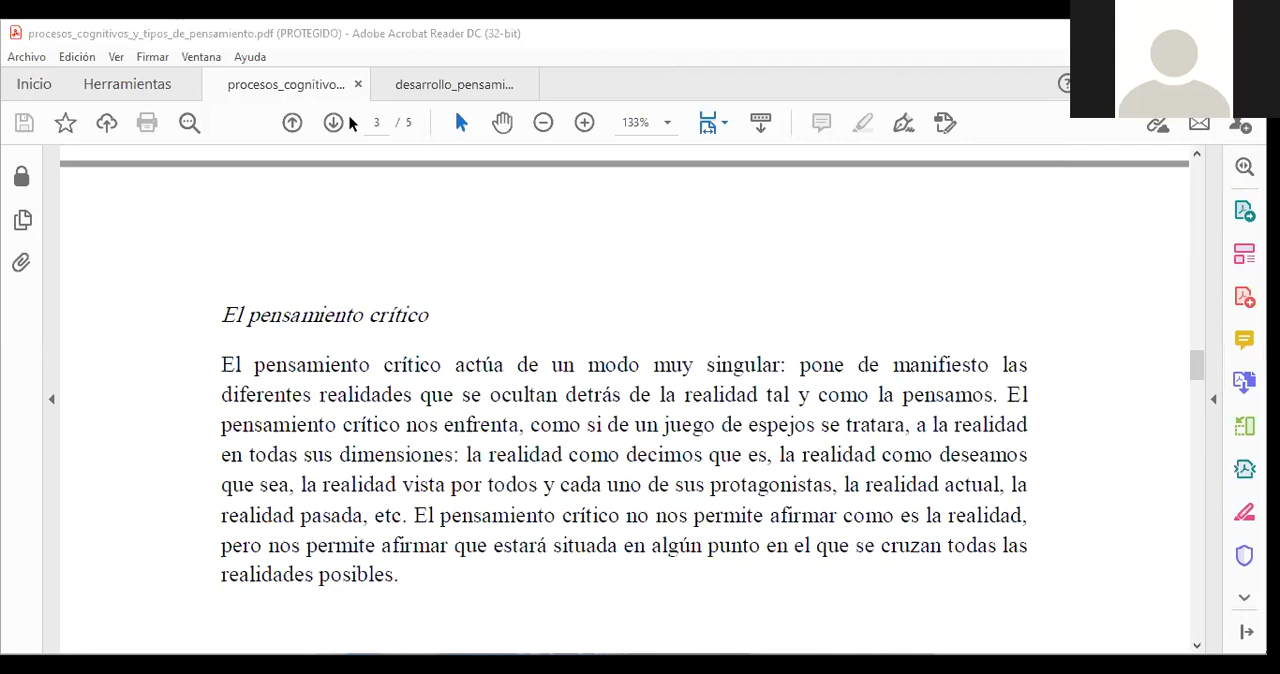 procesos_cognitivos_y_tipos_de_pensamiento.pdf (PROTEGIDO) - Adobe Acrobat Reader DC (32-bit)
Archivo Edición Ver Firmar Ventana Ayuda
Inicio Herramientas procesos_cognitivo... × desarrollo_pensami...
3 / 5 133%
El pensamiento crítico
El pensamiento crítico actúa de un modo muy singular: pone de manifiesto las
diferentes realidades que se ocultan detrás de la realidad tal y como la pensamos. El
pensamiento crítico nos enfrenta, como si de un juego de espejos se tratara, a la realidad
en todas sus dimensiones: la realidad como decimos que es, la realidad como deseamos
que sea, la realidad vista por todos y cada uno de sus protagonistas, la realidad actual, la
realidad pasada, etc. El pensamiento crítico no nos permite afirmar como es la realidad,
pero nos permite afirmar que estará situada en algún punto en el que se cruzan todas las
realidades posibles.